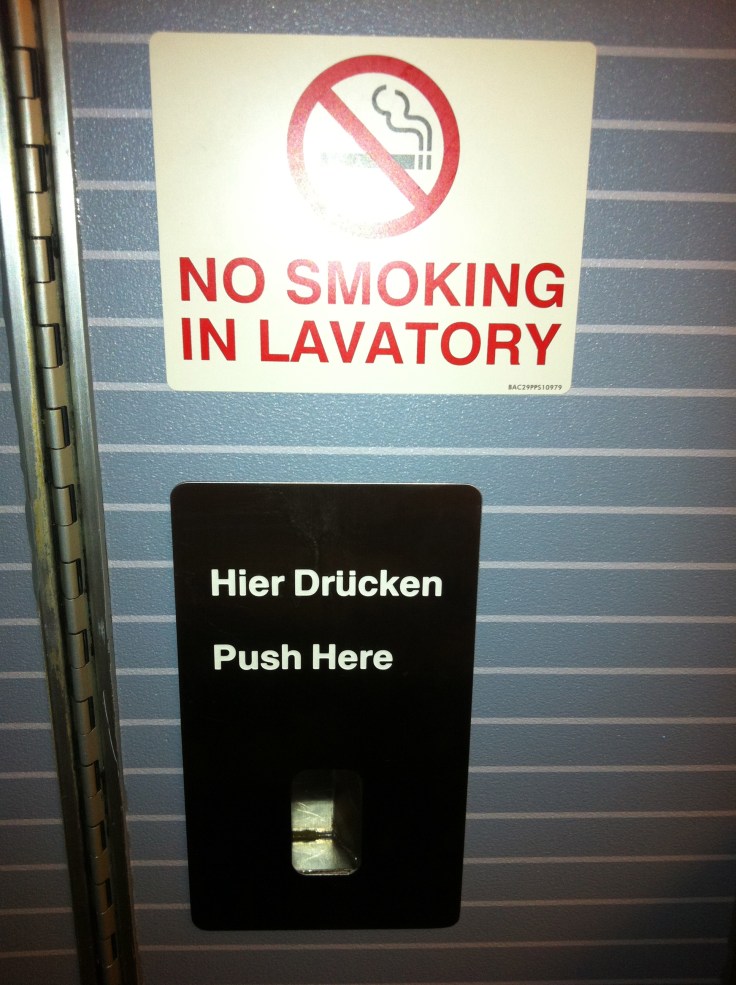 NO SMOKING
IN LAVATORY
BAC29PPS10979
Hier Drücken
Push Here